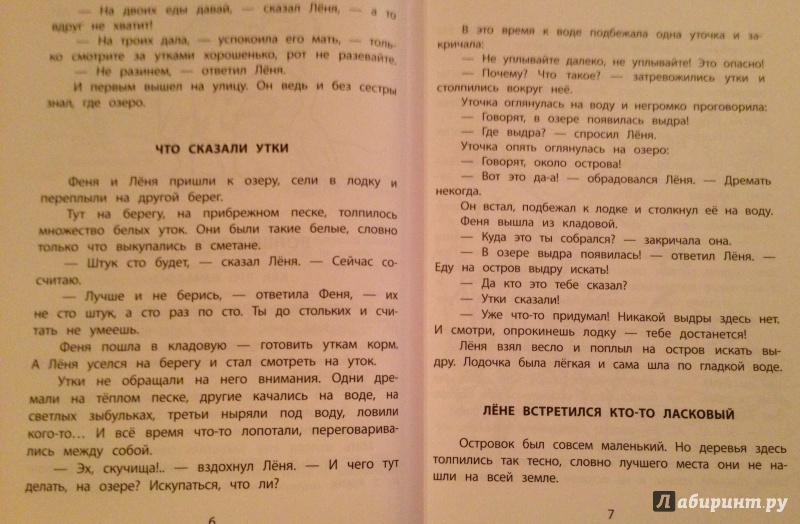 — На двоих еды давай, — сказал Лёня, — а то
вдруг не хватит!
— На троих дала, — успокоила его мать, — толь-
ко смотрите за утками хорошенько, рот не разевайте.
— Не разинем, — ответил Лёня.
И первым вышел на улицу. Он ведь и без сестры
знал, где озеро.
ЧТО СКАЗАЛИ УТКИ
Феня и Лёня пришли к озеру, сели в лодку и
переплыли на другой берег.
Тут на берегу, на прибрежном песке, толпилось
множество белых уток. Они были такие белые, словно
только что выкупались в сметане.
— Штук сто будет, — сказал Лёня. — Сейчас со-
считаю.
— Лучше и не берись, — ответила Феня, — их
не сто штук, а сто раз по сто. Ты до стольких и счи-
тать не умеешь.
Феня пошла в кладовую — готовить уткам корм.
А Лёня уселся на берегу и стал смотреть на уток.
Утки не обращали на него внимания. Одни дре-
мали на тёплом песке, другие качались на воде, на
светлых зыбульках, третьи ныряли под воду, ловили
кого-то... И всё время что-то лопотали, переговарива-
лись между собой.
— Эх, скучища!.. — вздохнул Лёня. — И чего тут
делать, на озере? Искупаться, что ли?
6
В это время к воде подбежала одна уточка и за-
кричала:
— Не уплывайте далеко, не уплывайте! Это опасно!
— Почему? Что такое? — затревожились утки и
столпились вокруг неё.
Уточка оглянулась на воду и негромко проговорила:
— Говорят, в озере появилась выдра!
— Где выдра? — спросил Лёня.
Уточка опять оглянулась на озеро:
— Говорят, около острова!
— Вот это да-а! — обрадовался Лёня. — Дремать
некогда.
Он встал, подбежал к лодке и столкнул её на воду.
Феня вышла из кладовой.
— Куда это ты собрался? — закричала она.
— В озере выдра появилась! — ответил Лёня. —
Еду на остров выдру искать!
— Да кто это тебе сказал?
— Утки сказали!
— Уже что-то придумал! Никакой выдры здесь нет.
И смотри, опрокинешь лодку — тебе достанется!
Лёня взял весло и поплыл на остров искать вы-
дру. Лодочка была лёгкая и сама шла по гладкой воде.
ЛЁНЕ ВСТРЕТИЛСЯ КТО-ТО ЛАСКОВЫЙ
Островок был совсем маленький. Но деревья здесь
толпились так тесно, словно лучшего места они не на-
шли на всей земле.
7
Лабиринт.ру